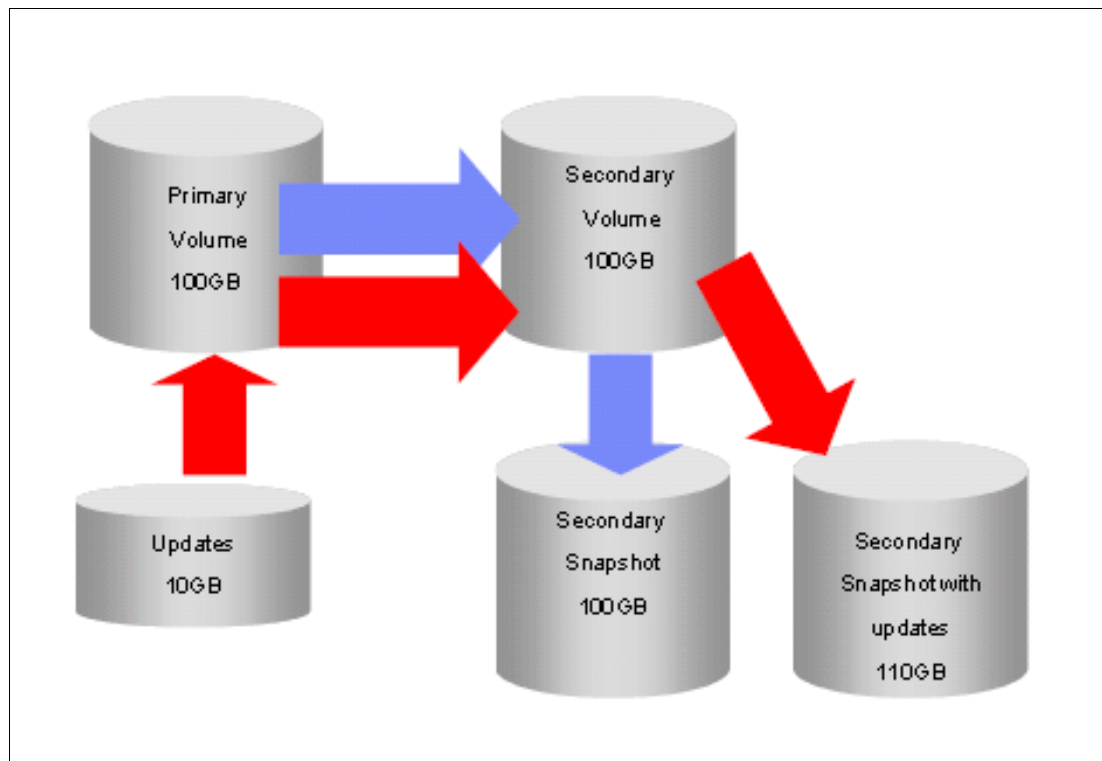 Primary
Volume
100GB
Secondary
Volume
100GB
Updates
10GB
Secondary
Snapshot
100GB
Secondary
Snapshot with
updates
110GB